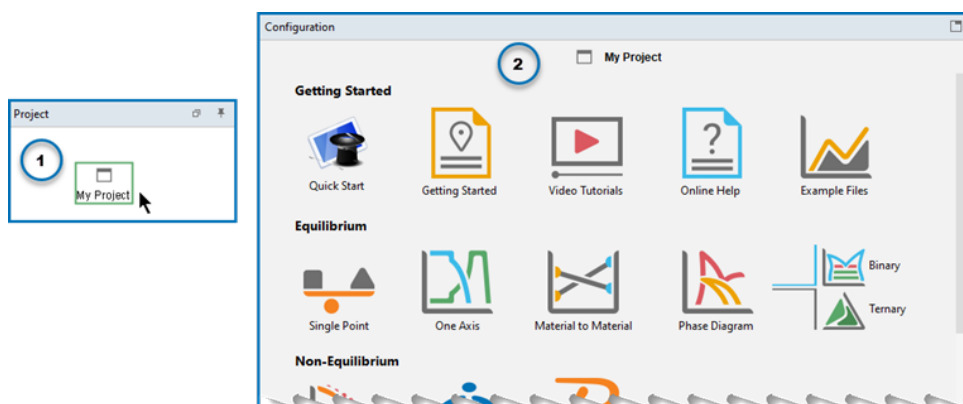 Project
1
My Project
Configuration
2
My Project
Getting Started
Quick Start
Getting Started
Video Tutorials
Online Help
Example Files
Equilibrium
Single Point
One Axis
Material to Material
Phase Diagram
Binary
Ternary
Non-Equilibrium